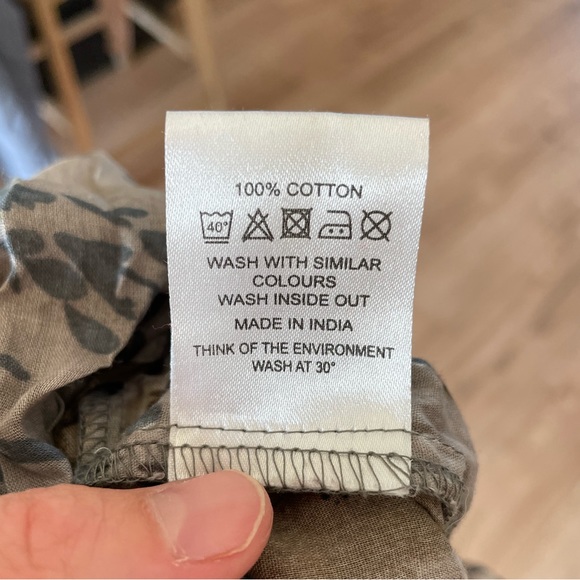 100% COTTON
40°
WASH WITH SIMILAR
COLOURS
WASH INSIDE OUT
MADE IN INDIA
THINK OF THE ENVIRONMENT
WASH AT 30°